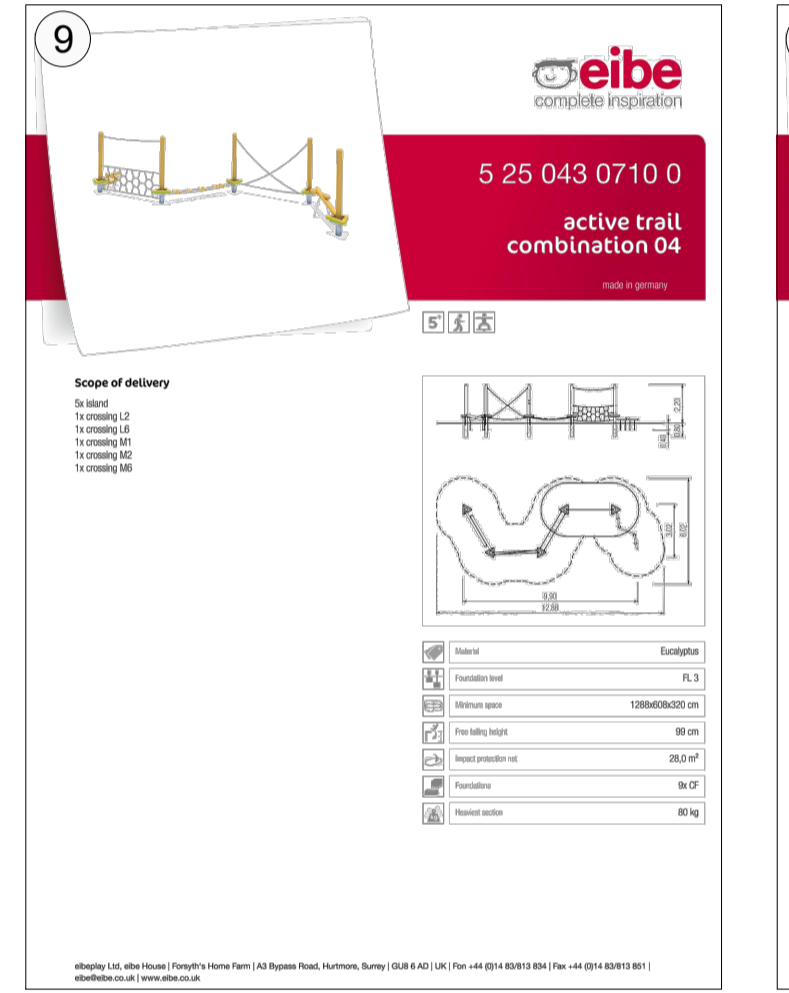 9
eibe
complete inspiration
5 25 043 0710 0
active trail
combination 04
made in germany
5+
Scope of delivery
5x island
1x crossing L2
1x crossing L6
1x crossing M1
1x crossing M2
1x crossing M6
2,20
0,40
0,80
3,02
9,90
12,88
Material
Eucalyptus
Foundation level
FL 3
Minimum space
1288x608x320 cm
Free falling height
99 cm
Impact protection net
28,0 m²
Foundations
9x CF
Heaviest section
80 kg
eibeplay Ltd, eibe House | Forsyth's Home Farm | A3 Bypass Road, Hurtmore, Surrey | GU8 6 AD | UK | Fon +44 (0)14 83/813 834 | Fax +44 (0)14 83/813 851 |
eibe@eibe.co.uk | www.eibe.co.uk